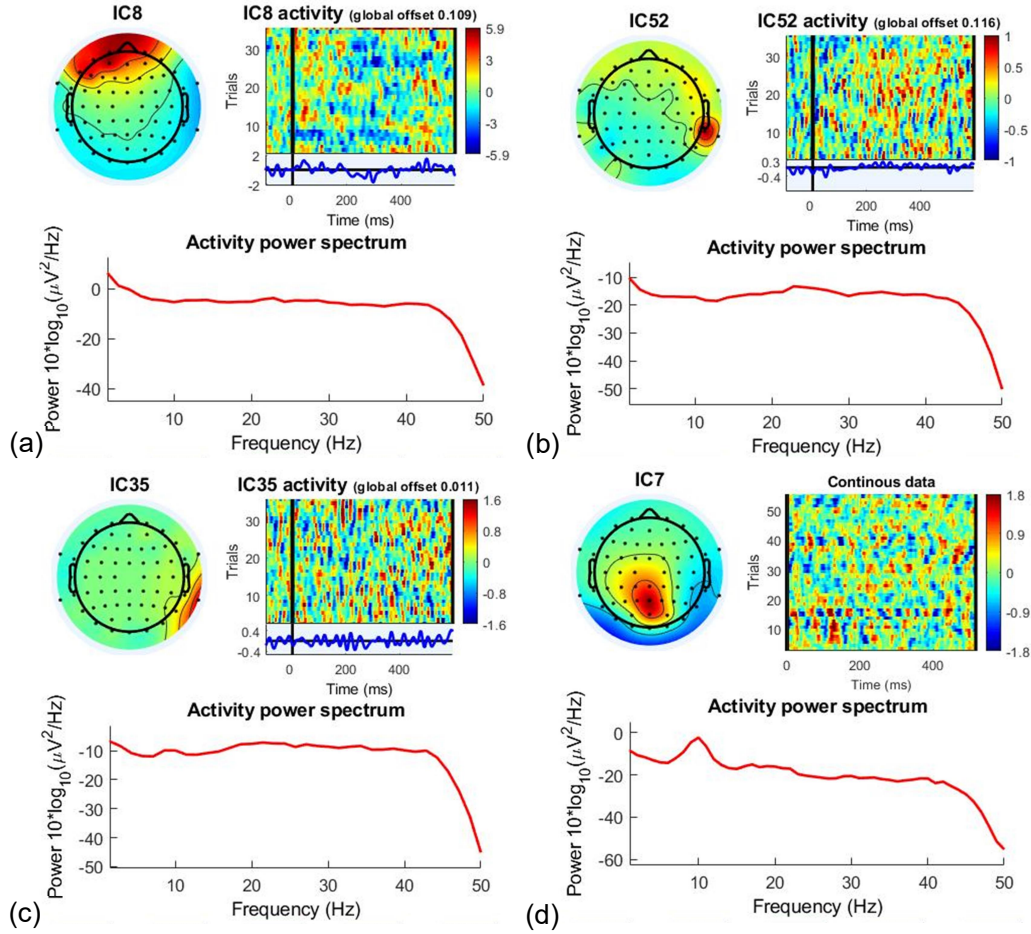 IC8
IC8 activity (global offset 0.109)
Trials
30
20
10
2
-2
0
200
400
Time (ms)
5.9
3
0
-3
-5.9
Activity power spectrum
Power 10*log10(μV2/Hz)
0
-20
-40
10
20
30
40
50
Frequency (Hz)
(a)
IC52
IC52 activity (global offset 0.116)
Trials
30
20
10
0.3
-0.4
0
200
400
Time (ms)
1
0.5
0
-0.5
-1
Activity power spectrum
Power 10*log10(μV2/Hz)
-10
-20
-30
-40
-50
10
20
30
40
50
Frequency (Hz)
(b)
IC35
IC35 activity (global offset 0.011)
Trials
30
20
10
0.4
-0.4
0
200
400
Time (ms)
1.6
0.8
0
-0.8
-1.6
Activity power spectrum
Power 10*log10(μV2/Hz)
-10
-20
-30
-40
-50
10
20
30
40
50
Frequency (Hz)
(c)
IC7
Continous data
Trials
50
40
30
20
10
0
200
400
Time (ms)
1.8
0.9
0
-0.9
-1.8
Activity power spectrum
Power 10*log10(μV2/Hz)
0
-20
-40
-60
10
20
30
40
50
Frequency (Hz)
(d)